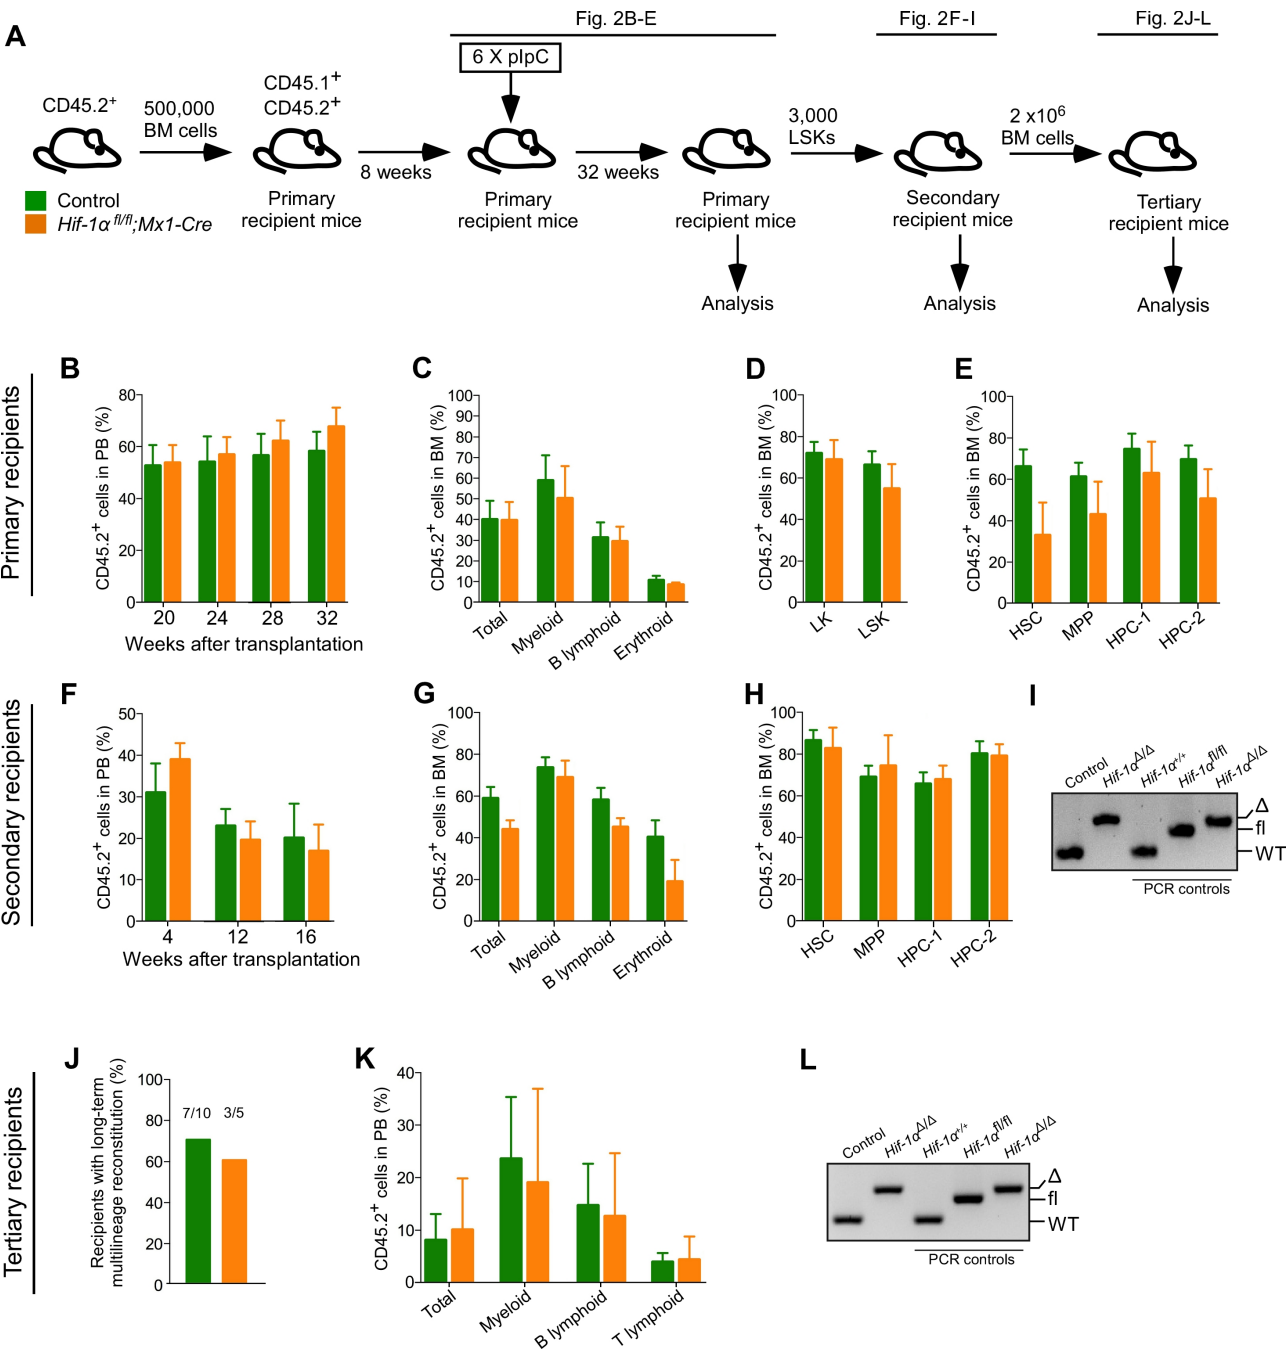 A
Fig. 2B-E
Fig. 2F-I
Fig. 2J-L
6 X pIpC
CD45.2+
500,000
BM cells
CD45.1+
CD45.2+
8 weeks
32 weeks
3,000
LSKs
2 x10⁶
BM cells
Control
Hif-1α fl/fl;Mx1-Cre
Primary
recipient mice
Primary
recipient mice
Primary
recipient mice
Secondary
recipient mice
Tertiary
recipient mice
Analysis
Analysis
Analysis
Primary recipients
B
CD45.2+ cells in PB (%)
80
60
40
20
0
20 24 28 32
Weeks after transplantation
C
CD45.2+ cells in BM (%)
100
90
80
70
60
50
40
30
20
10
0
Total
Myeloid
B lymphoid
Erythroid
D
CD45.2+ cells in BM (%)
100
80
60
40
20
0
LK
LSK
E
CD45.2+ cells in BM (%)
100
80
60
40
20
0
HSC
MPP
HPC-1
HPC-2
Secondary recipients
F
CD45.2+ cells in PB (%)
50
40
30
20
10
0
4 12 16
Weeks after transplantation
G
CD45.2+ cells in BM (%)
100
80
60
40
20
0
Total
Myeloid
B lymphoid
Erythroid
H
CD45.2+ cells in BM (%)
100
80
60
40
20
0
HSC
MPP
HPC-1
HPC-2
I
Control
Hif-1αΔ/Δ
Hif-1α+/+
Hif-1αfl/fl
Hif-1αΔ/Δ
Δ
fl
WT
PCR controls
Tertiary recipients
J
Recipients with long-term
multilineage reconstitution (%)
100
80
60
40
20
0
7/10 3/5
K
CD45.2+ cells in PB (%)
40
30
20
10
0
Total
Myeloid
B lymphoid
T lymphoid
L
Control
Hif-1αΔ/Δ
Hif-1α+/+
Hif-1αfl/fl
Hif-1αΔ/Δ
Δ
fl
WT
PCR controls